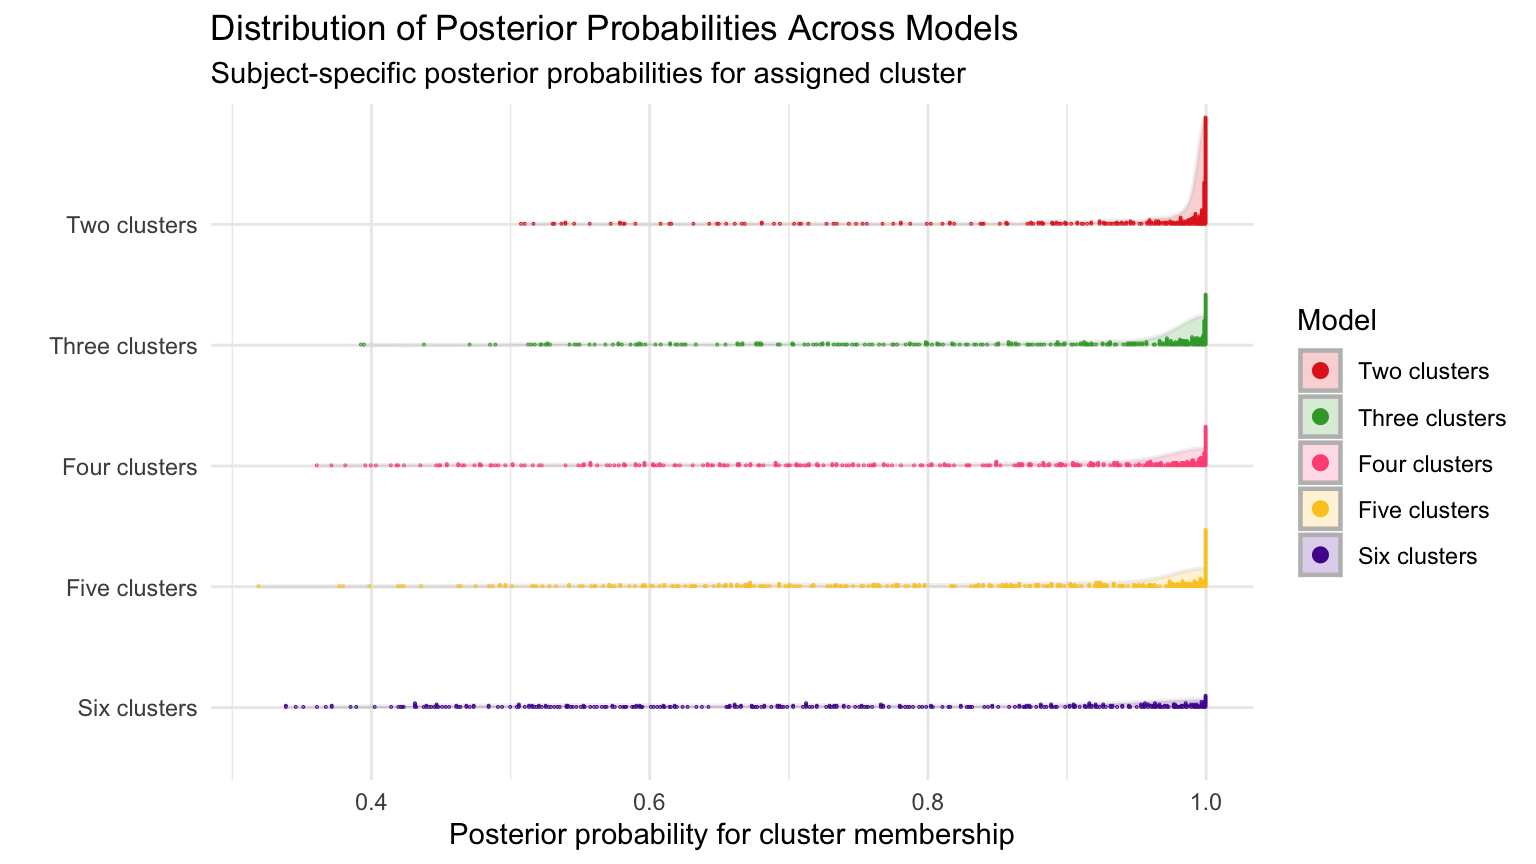 Distribution of Posterior Probabilities Across Models
Subject-specific posterior probabilities for assigned cluster
Two clusters
Three clusters
Four clusters
Five clusters
Six clusters
0.4
0.6
0.8
1.0
Posterior probability for cluster membership
Model
Two clusters
Three clusters
Four clusters
Five clusters
Six clusters